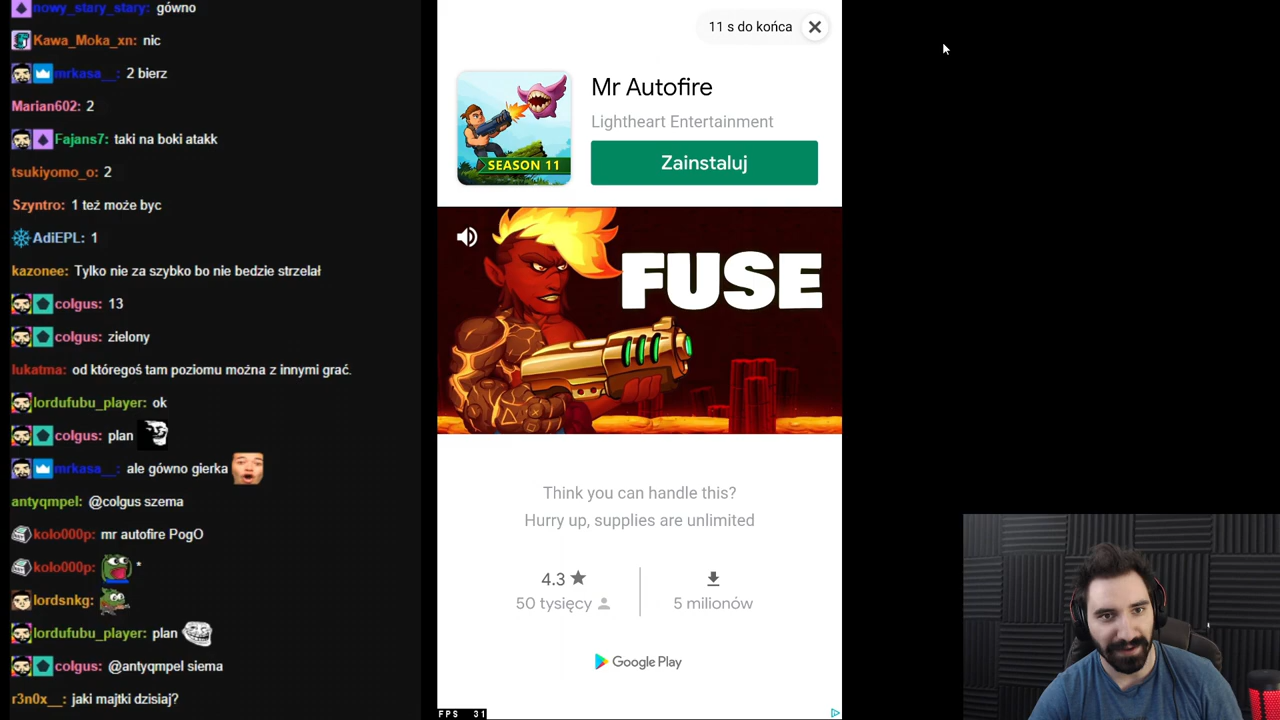 nowy_stary_stary: gówno
Kawa_Moka_xn: nic
mrkasa__: 2 bierz
Marian602: 2
Fajans7: taki na boki atakk
tsukiyomo_o: 2
Szyntro: 1 też może byc
AdiEPL: 1
kazonee: Tylko nie za szybko bo nie bedzie strzelał
colgus: 13
colgus: zielony
lukatma: od któregoś tam poziomu można z innymi grać.
lordufubu_player: ok
colgus: plan
mrkasa__: ale gówno gierka
antyqmpel: @colgus szema
kolo000p: mr autofire PogO
kolo000p: *
lordsnkg:
lordufubu_player: plan
colgus: @antyqmpel siema
r3n0x__: jaki majtki dzisiaj?
11 s do końca
Mr Autofire
Lightheart Entertainment
Zainstaluj
SEASON 11
FUSE
Think you can handle this?
Hurry up, supplies are unlimited
4.3
50 tysięcy
5 milionów
Google Play
FPS 31